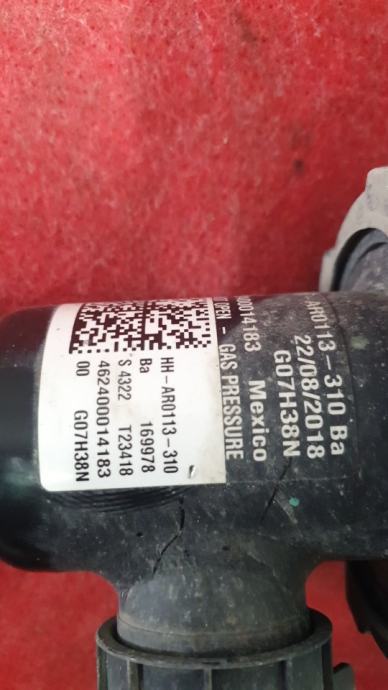 HH-AR0113-310
Ba 169978
S 4322 T23418
462400014183
00 G07H38N
AR0113-310 Ba
22/08/2018
G07H38N
00014183 Mexico
OPEN - GAS PRESSURE